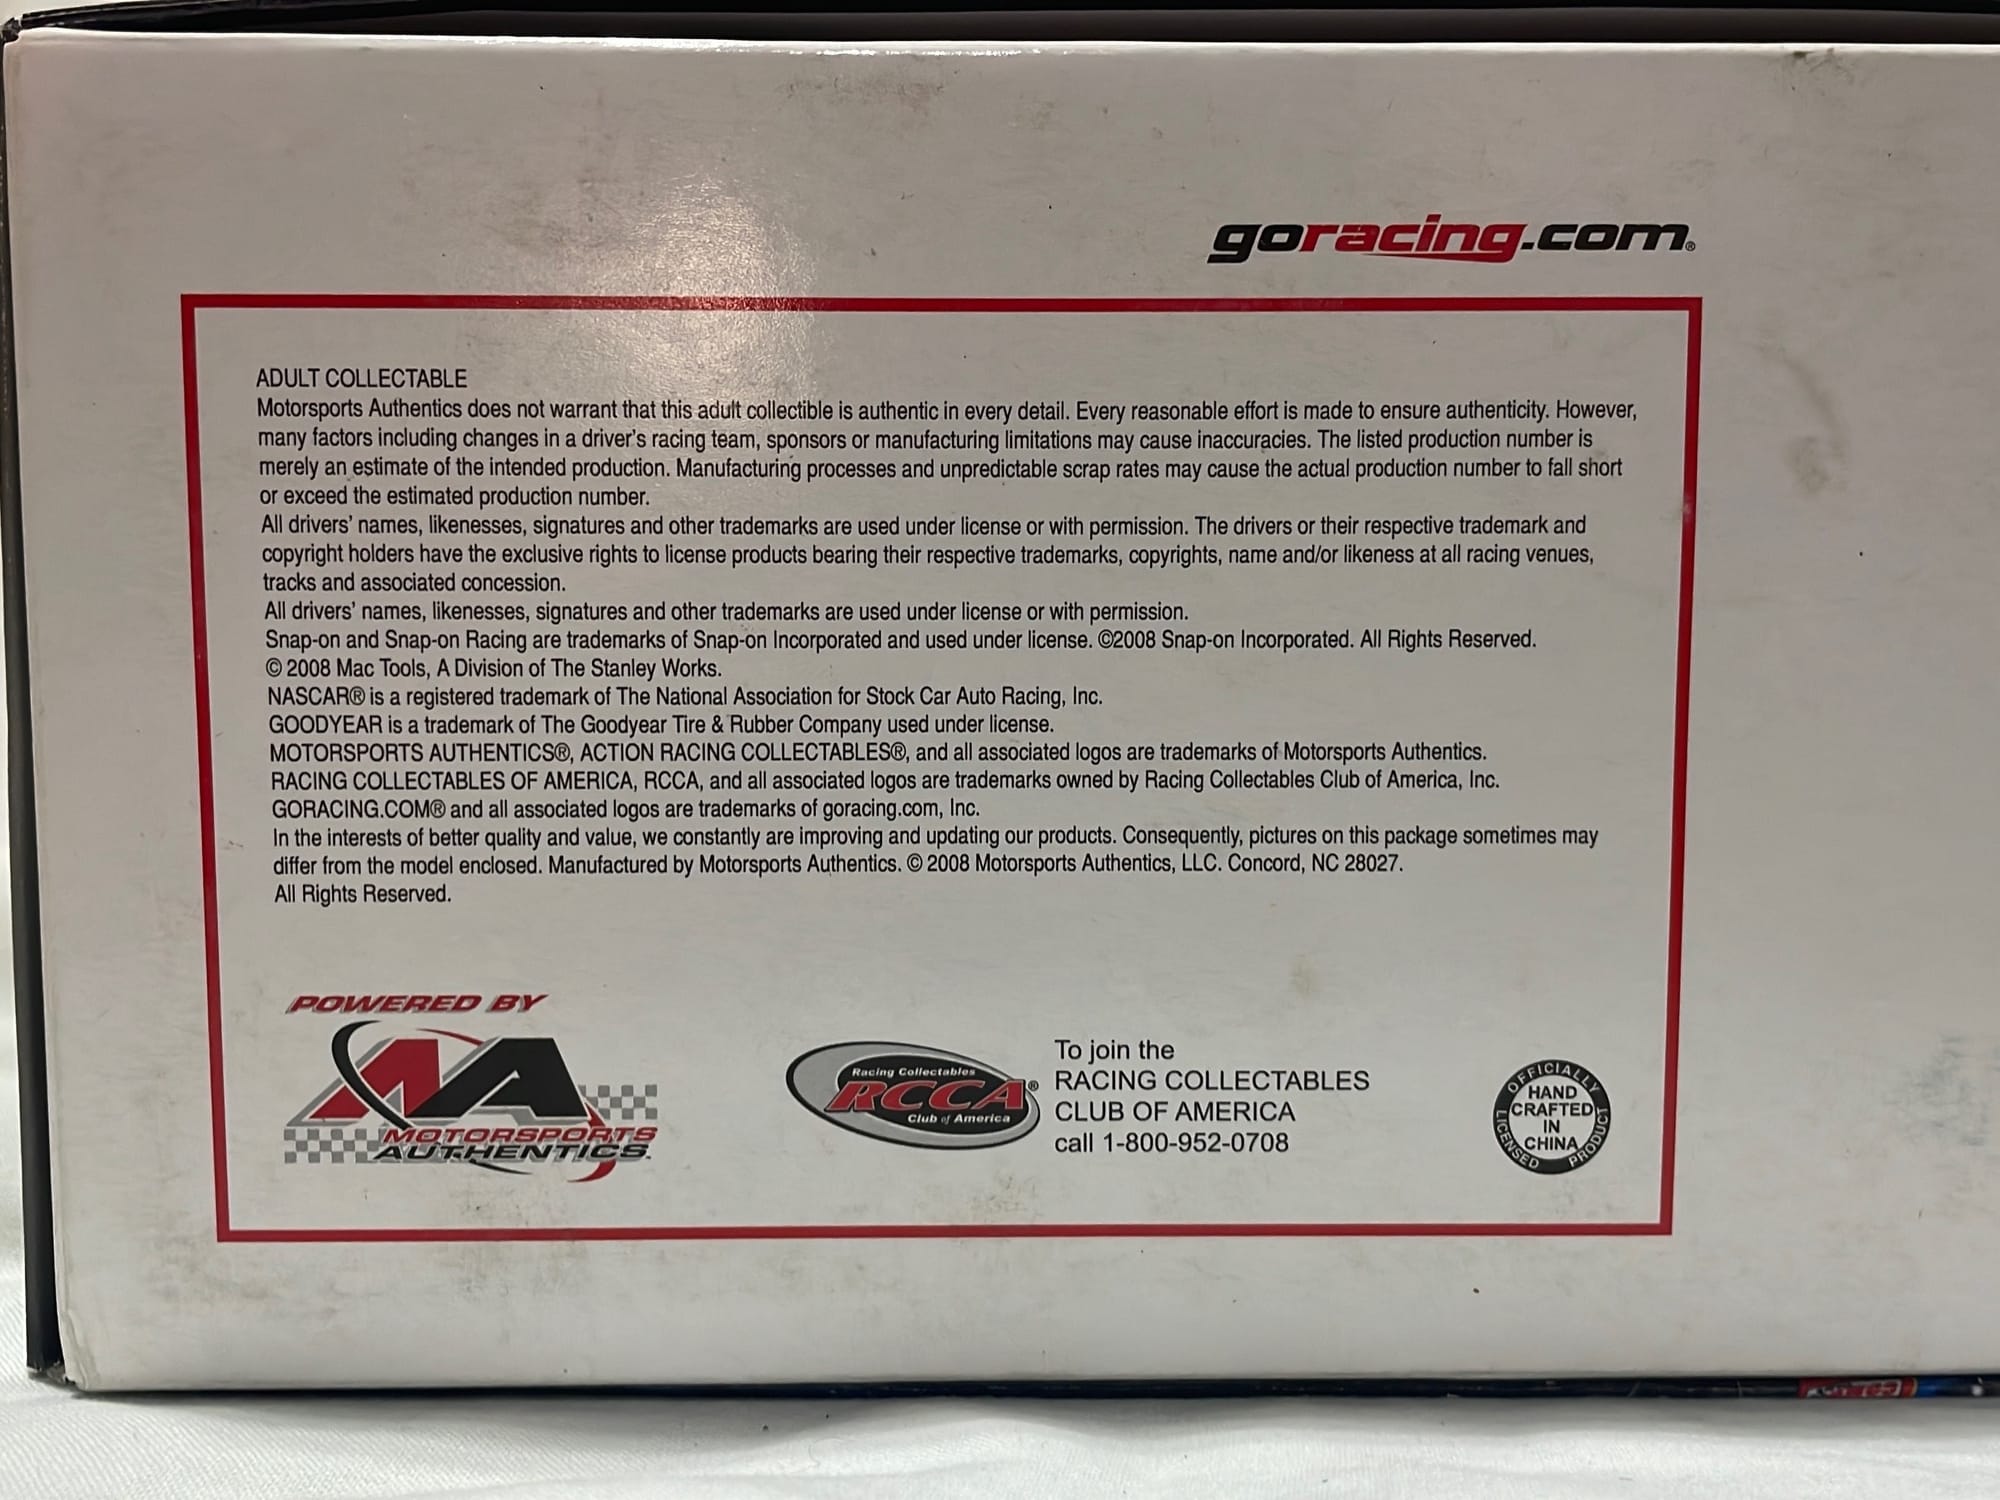 goracing.com®
ADULT COLLECTABLE
Motorsports Authentics does not warrant that this adult collectible is authentic in every detail. Every reasonable effort is made to ensure authenticity. However,
many factors including changes in a driver's racing team, sponsors or manufacturing limitations may cause inaccuracies. The listed production number is
merely an estimate of the intended production. Manufacturing processes and unpredictable scrap rates may cause the actual production number to fall short
or exceed the estimated production number.
All drivers' names, likenesses, signatures and other trademarks are used under license or with permission. The drivers or their respective trademark and
copyright holders have the exclusive rights to license products bearing their respective trademarks, copyrights, name and/or likeness at all racing venues,
tracks and associated concession.
All drivers' names, likenesses, signatures and other trademarks are used under license or with permission.
Snap-on and Snap-on Racing are trademarks of Snap-on Incorporated and used under license. ©2008 Snap-on Incorporated. All Rights Reserved.
© 2008 Mac Tools, A Division of The Stanley Works.
NASCAR® is a registered trademark of The National Association for Stock Car Auto Racing, Inc.
GOODYEAR is a trademark of The Goodyear Tire & Rubber Company used under license.
MOTORSPORTS AUTHENTICS®, ACTION RACING COLLECTABLES®, and all associated logos are trademarks of Motorsports Authentics.
RACING COLLECTABLES OF AMERICA, RCCA, and all associated logos are trademarks owned by Racing Collectables Club of America, Inc.
GORACING.COM® and all associated logos are trademarks of goracing.com, Inc.
In the interests of better quality and value, we constantly are improving and updating our products. Consequently, pictures on this package sometimes may
differ from the model enclosed. Manufactured by Motorsports Authentics. © 2008 Motorsports Authentics, LLC. Concord, NC 28027.
All Rights Reserved.
POWERED BY
MA
MOTORSPORTS
AUTHENTICS
Racing Collectables
RCCA®
Club of America
To join the
RACING COLLECTABLES
CLUB OF AMERICA
call 1-800-952-0708
OFFICIALLY
LICENSED
PRODUCT
HAND
CRAFTED
IN
CHINA